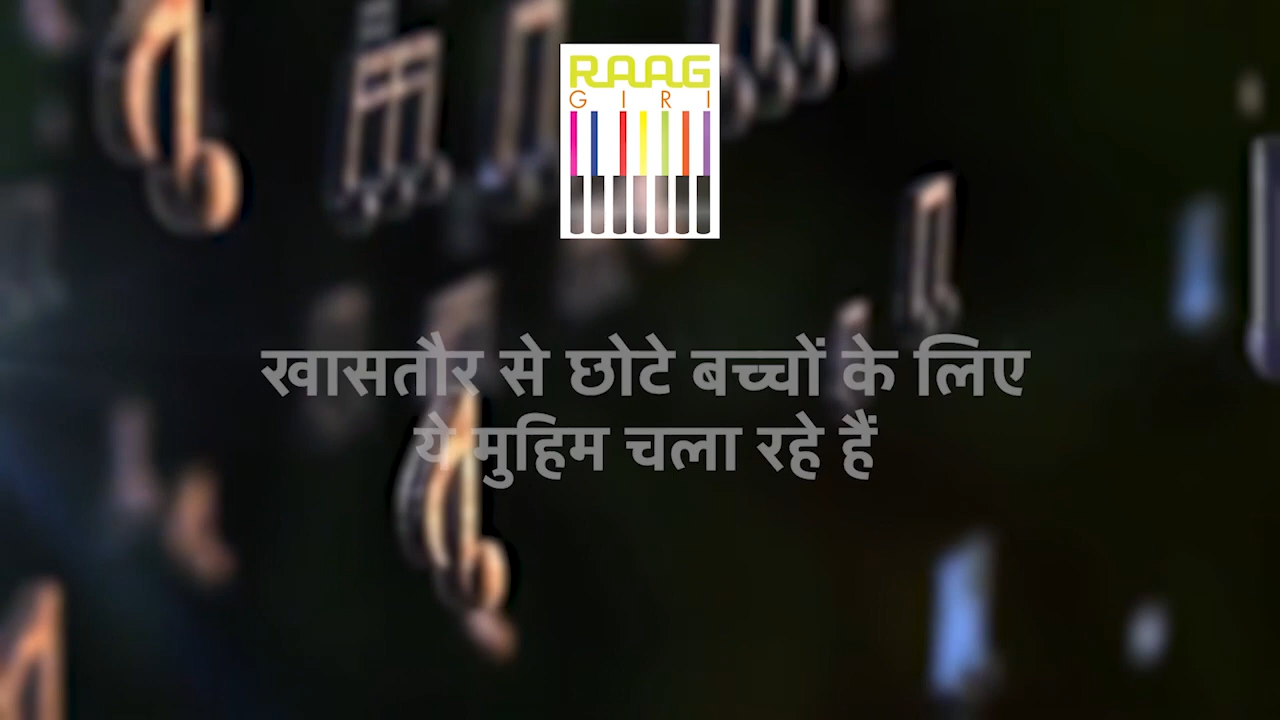 RAAG
GIRI
खासतौर से छोटे बच्चों के लिए
ये मुहिम चला रहे हैं